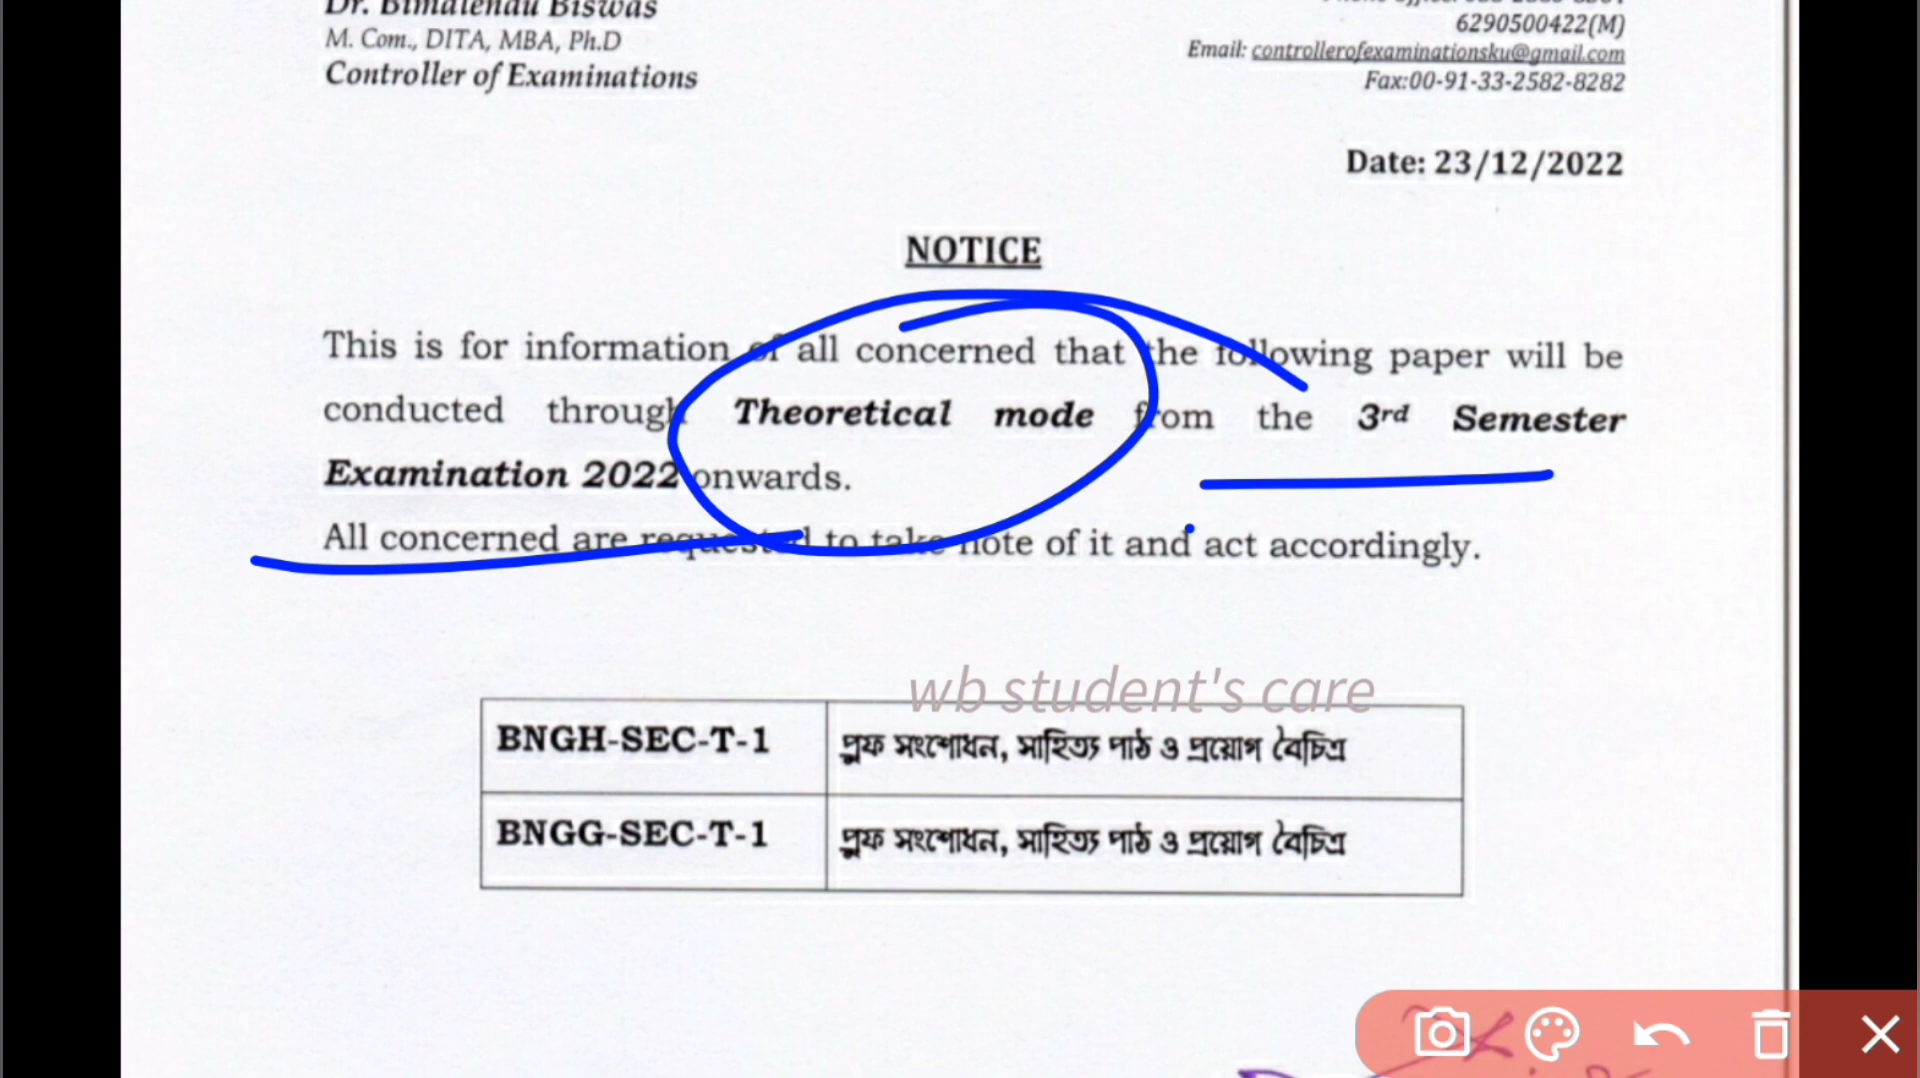 Dr. Bimalendu Biswas
M. Com., DITA, MBA, Ph.D
Controller of Examinations
6290500422(M)
Email: controllerofexaminationsku@gmail.com
Fax:00-91-33-2582-8282
Date: 23/12/2022
NOTICE
This is for information of all concerned that the following paper will be
conducted through Theoretical mode from the 3rd Semester
Examination 2022 onwards.
All concerned are requested to take note of it and act accordingly.
wb student's care
BNGH-SEC-T-1 প্রুফ সংশোধন, সাহিত্য পাঠ ও প্রয়োগ বৈচিত্র
BNGG-SEC-T-1 প্রুফ সংশোধন, সাহিত্য পাঠ ও প্রয়োগ বৈচিত্র